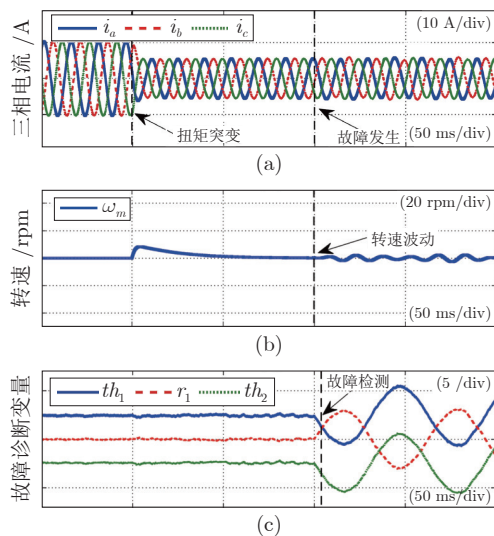 三相电流 /A
i_a i_b i_c
(10 A/div)
扭矩突变
故障发生
(50 ms/div)
(a)
转速 /rpm
ω_m
(20 rpm/div)
转速波动
(50 ms/div)
(b)
故障诊断变量
th_1 r_1 th_2
故障检测
(5 /div)
(50 ms/div)
(c)